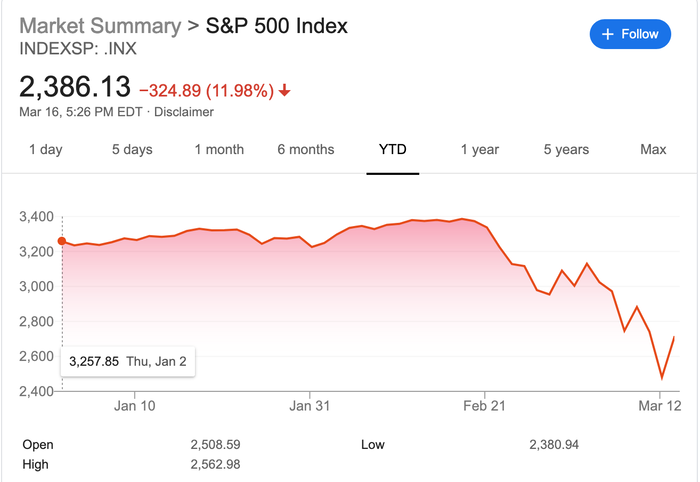 Market Summary > S&P 500 Index
INDEXSP: .INX
+ Follow
2,386.13 −324.89 (11.98%)
Mar 16, 5:26 PM EDT · Disclaimer
1 day 5 days 1 month 6 months YTD 1 year 5 years Max
3,400
3,200
3,000
2,800
2,600
3,257.85 Thu, Jan 2
2,400
Jan 10 Jan 31 Feb 21 Mar 12
Open 2,508.59 Low 2,380.94
High 2,562.98